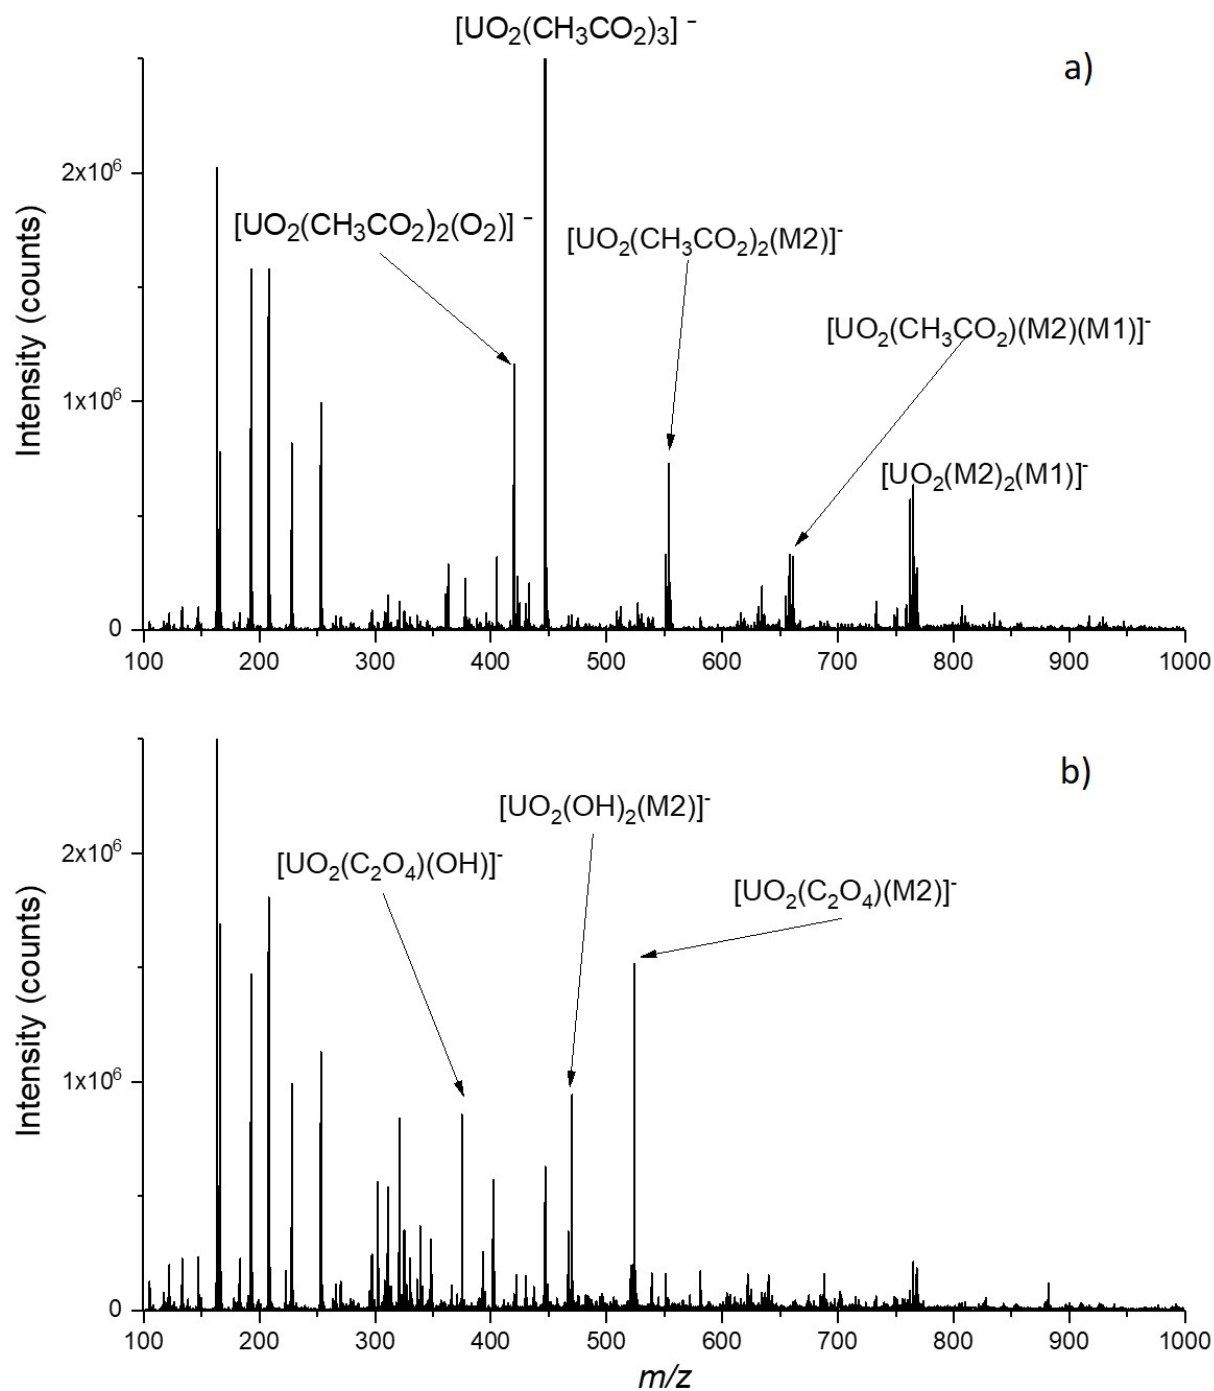 [UO2(CH3CO2)3] −
a)
2x10^6
[UO2(CH3CO2)2(O2)] −
[UO2(CH3CO2)2(M2)]-
[UO2(CH3CO2)(M2)(M1)]-
1x10^6
[UO2(M2)2(M1)]-
Intensity (counts)
0
100 200 300 400 500 600 700 800 900 1000
b)
[UO2(OH)2(M2)]-
2x10^6
[UO2(C2O4)(OH)]-
[UO2(C2O4)(M2)]-
1x10^6
Intensity (counts)
0
100 200 300 400 500 600 700 800 900 1000
m/z